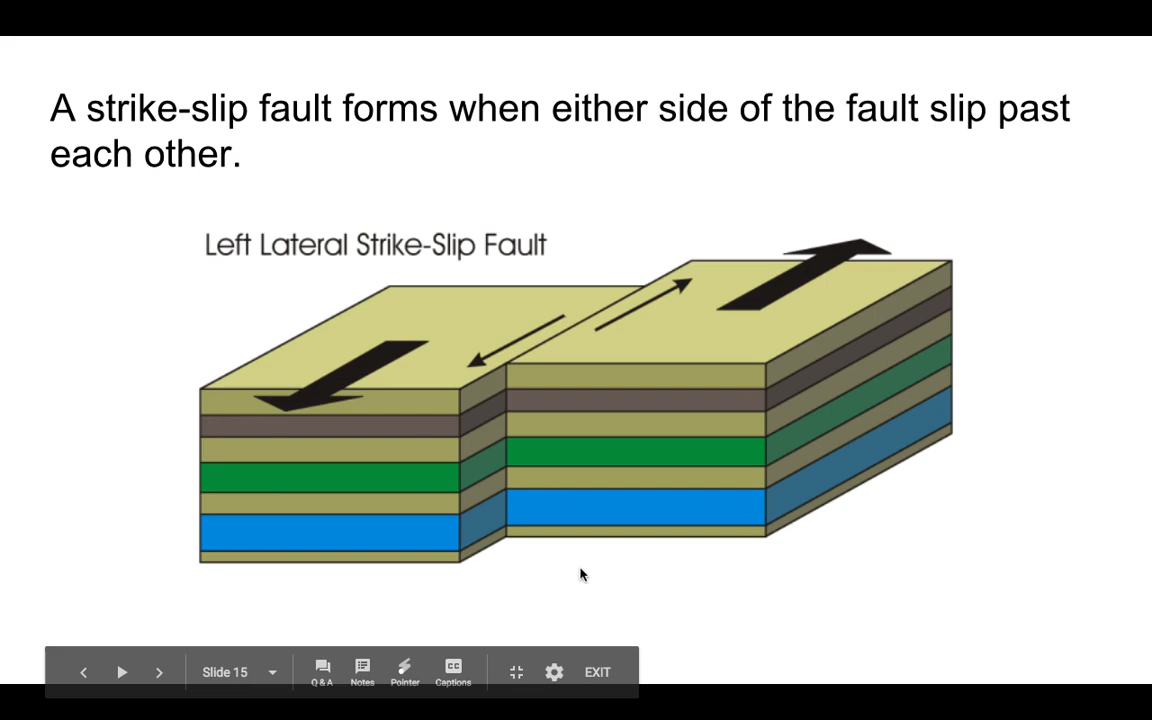 A strike-slip fault forms when either side of the fault slip past
each other.
Left Lateral Strike-Slip Fault
Slide 15
Q & A
Notes
Pointer
CC
Captions
EXIT